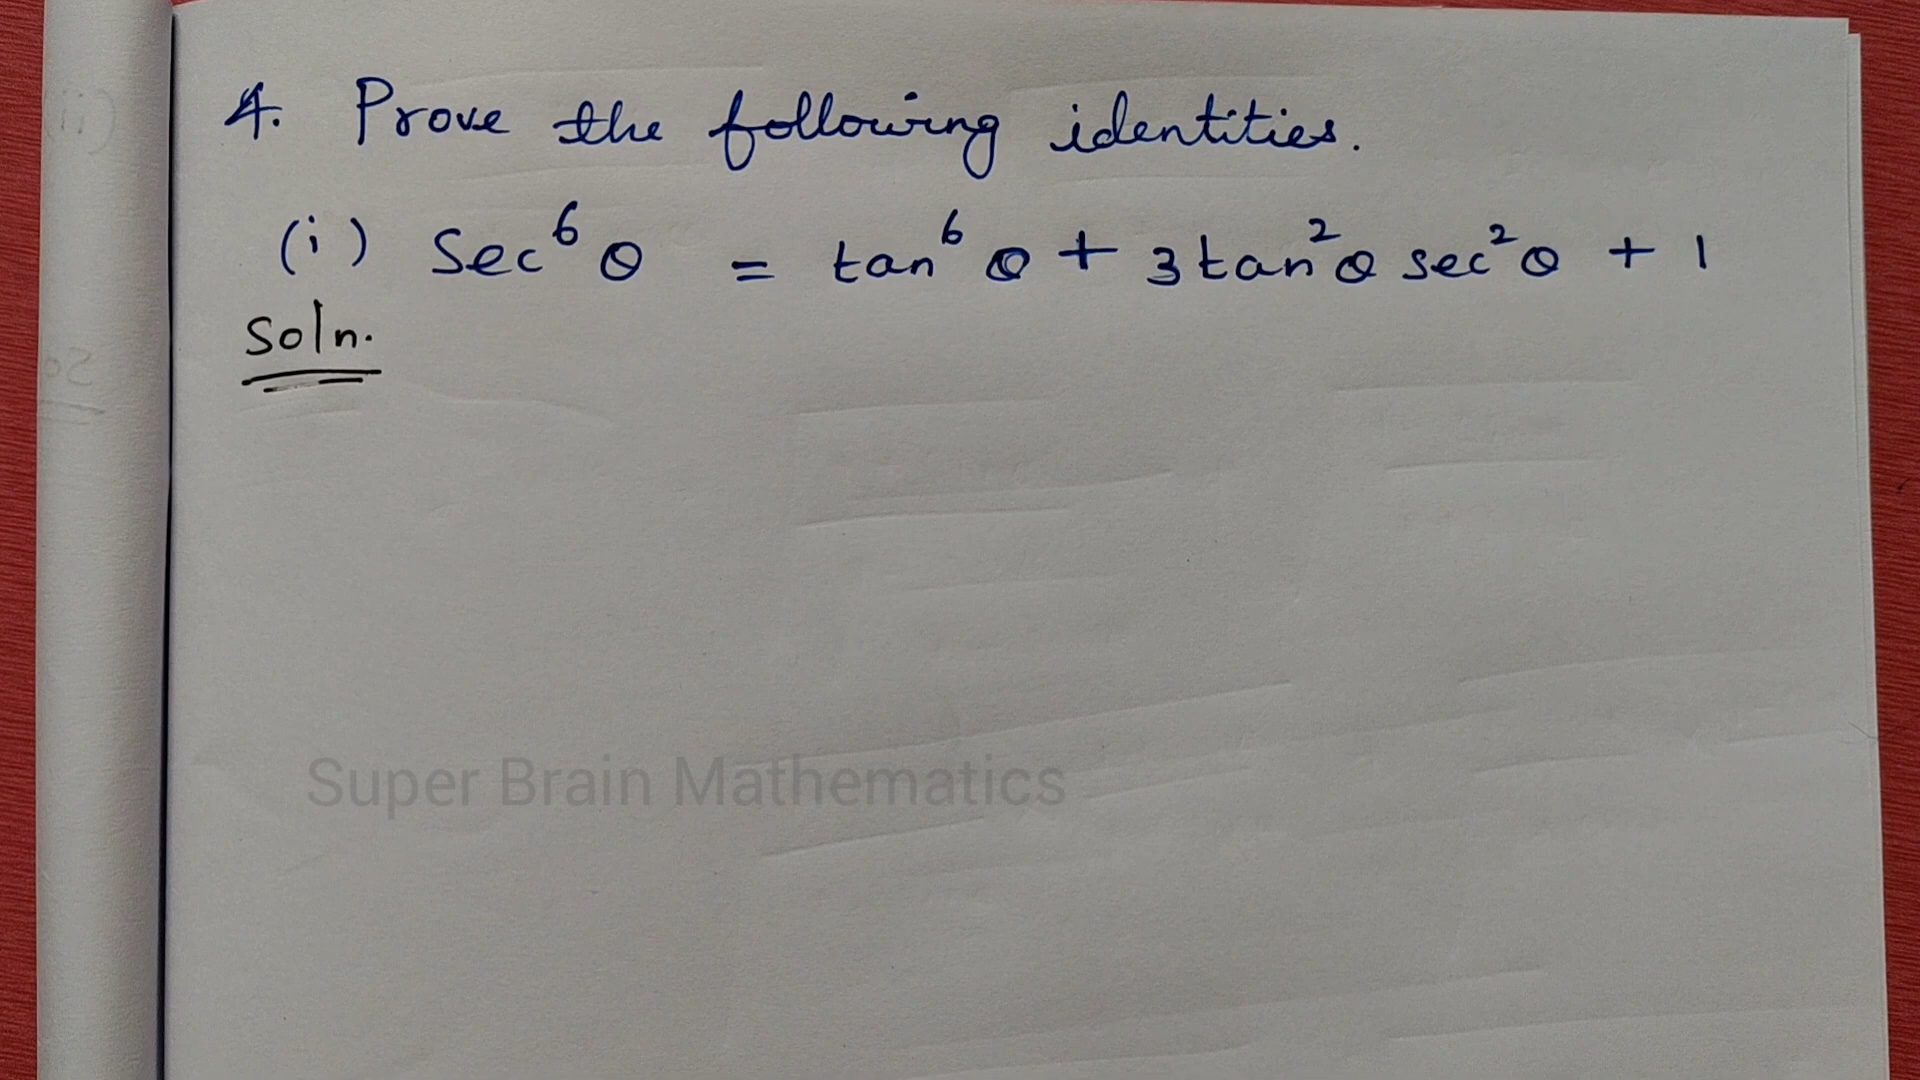 4. Prove the following identities.
(i) Sec⁶θ = tan⁶θ + 3tan²θ sec²θ + 1
Soln.
Super Brain Mathematics